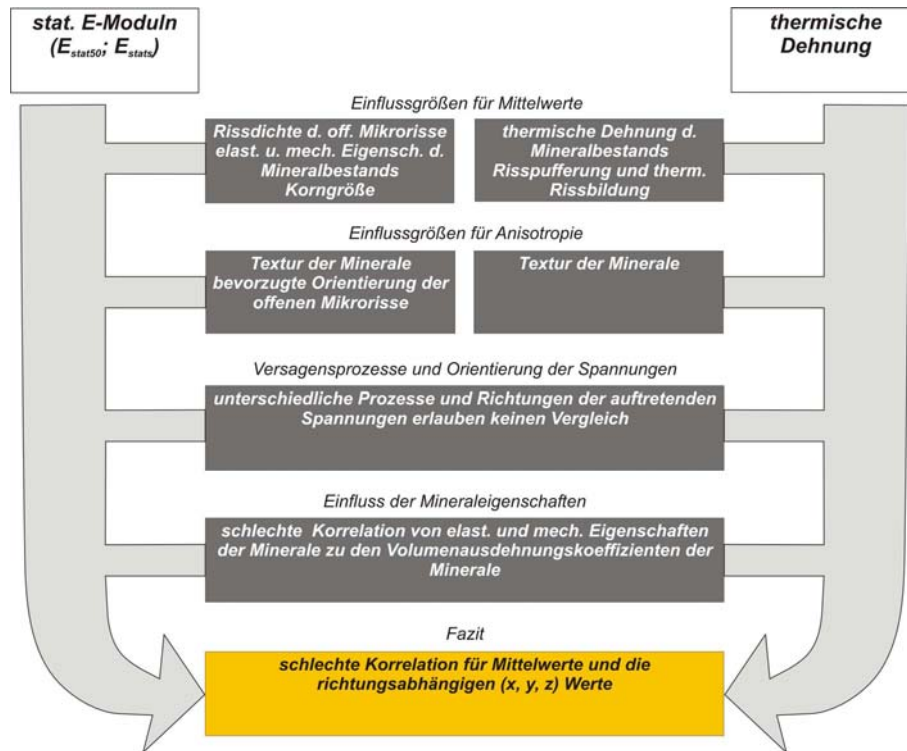 stat. E-Moduln
(Estat50; Estats)
thermische
Dehnung
Einflussgrößen für Mittelwerte
Rissdichte d. off. Mikrorisse
elast. u. mech. Eigensch. d.
Mineralbestands
Korngröße
thermische Dehnung d.
Mineralbestands
Risspufferung und therm.
Rissbildung
Einflussgrößen für Anisotropie
Textur der Minerale
bevorzugte Orientierung der
offenen Mikrorisse
Textur der Minerale
Versagensprozesse und Orientierung der Spannungen
unterschiedliche Prozesse und Richtungen der auftretenden
Spannungen erlauben keinen Vergleich
Einfluss der Mineraleigenschaften
schlechte Korrelation von elast. und mech. Eigenschaften
der Minerale zu den Volumenausdehnungskoeffizienten der
Minerale
Fazit
schlechte Korrelation für Mittelwerte und die
richtungsabhängigen (x, y, z) Werte